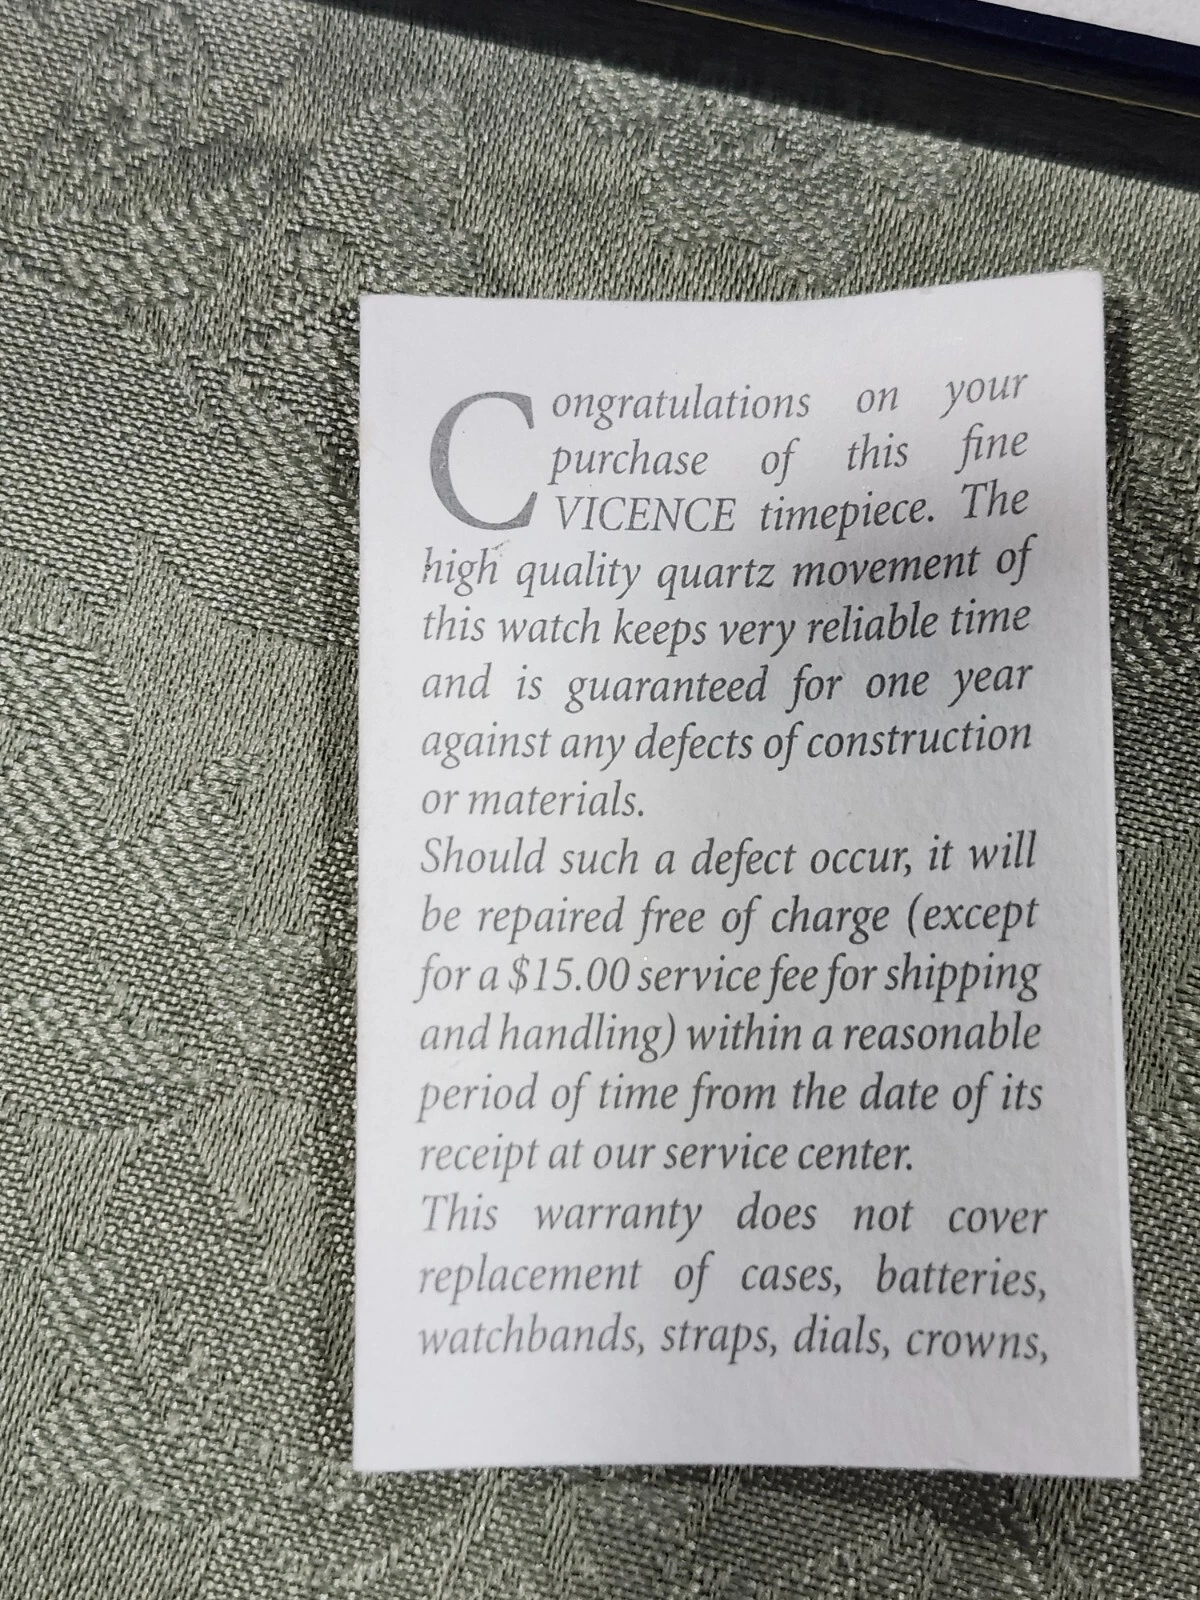 Congratulations on your
purchase of this fine
VICENCE timepiece. The
high quality quartz movement of
this watch keeps very reliable time
and is guaranteed for one year
against any defects of construction
or materials.
Should such a defect occur, it will
be repaired free of charge (except
for a $15.00 service fee for shipping
and handling) within a reasonable
period of time from the date of its
receipt at our service center.
This warranty does not cover
replacement of cases, batteries,
watchbands, straps, dials, crowns,